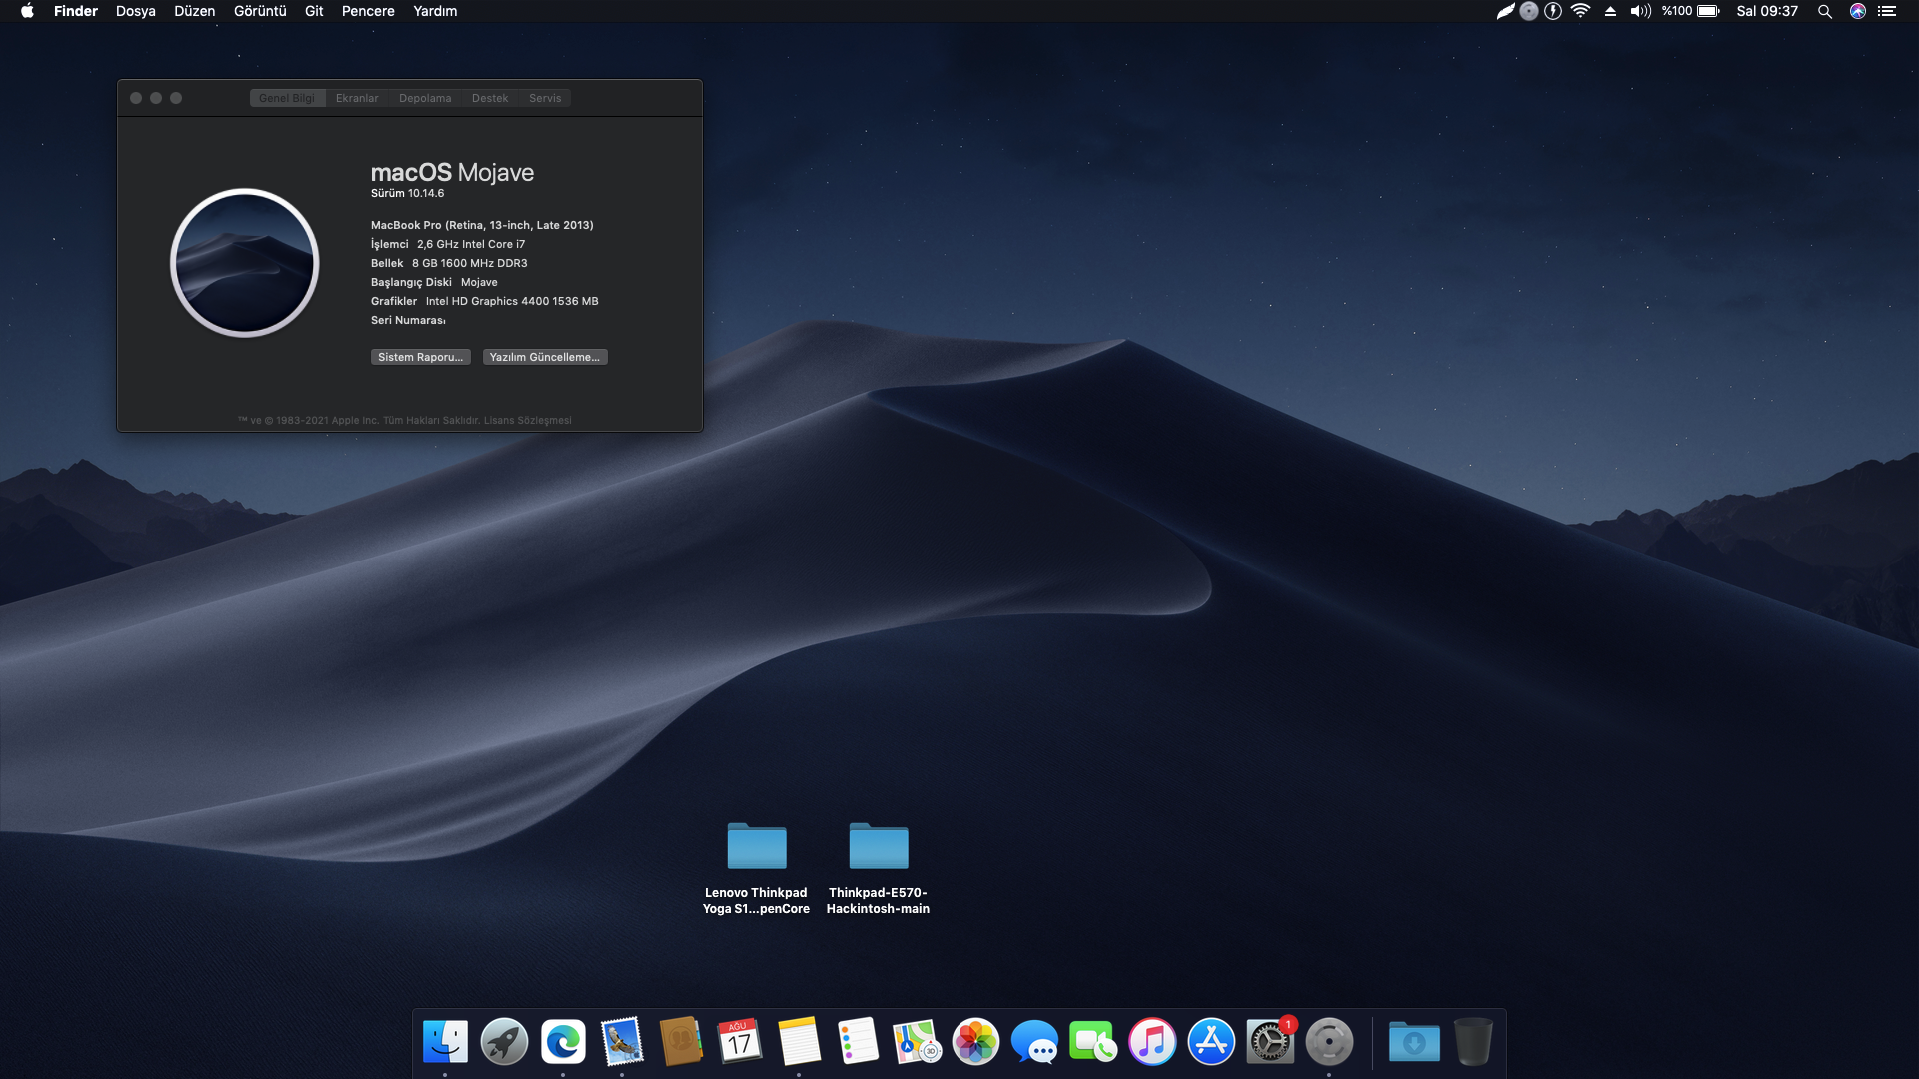 Finder Dosya Düzen Görüntü Git Pencere Yardım %100 Sal 09:37
Genel Bilgi Ekranlar Depolama Destek Servis
macOS Mojave
Sürüm 10.14.6
MacBook Pro (Retina, 13-inch, Late 2013)
İşlemci 2,6 GHz Intel Core i7
Bellek 8 GB 1600 MHz DDR3
Başlangıç Diski Mojave
Grafikler Intel HD Graphics 4400 1536 MB
Seri Numarası
Sistem Raporu... Yazılım Güncelleme...
™ ve © 1983-2021 Apple Inc. Tüm Hakları Saklıdır. Lisans Sözleşmesi
Lenovo Thinkpad
Yoga S1...penCore
Thinkpad-E570-
Hackintosh-main
AĞU
17
3D
1